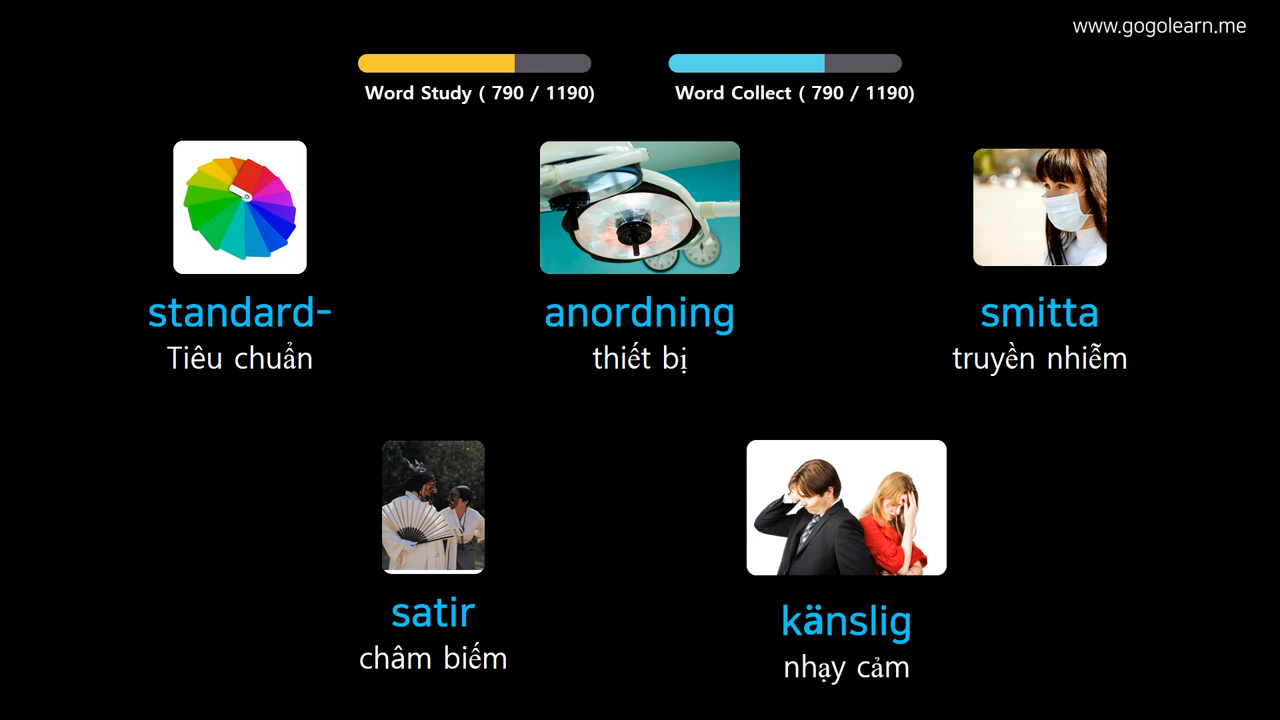 www.gogolearn.me
Word Study ( 790 / 1190)
Word Collect ( 790 / 1190)
standard-
Tiêu chuẩn
anordning
thiết bị
smitta
truyền nhiễm
satir
châm biếm
känslig
nhạy cảm